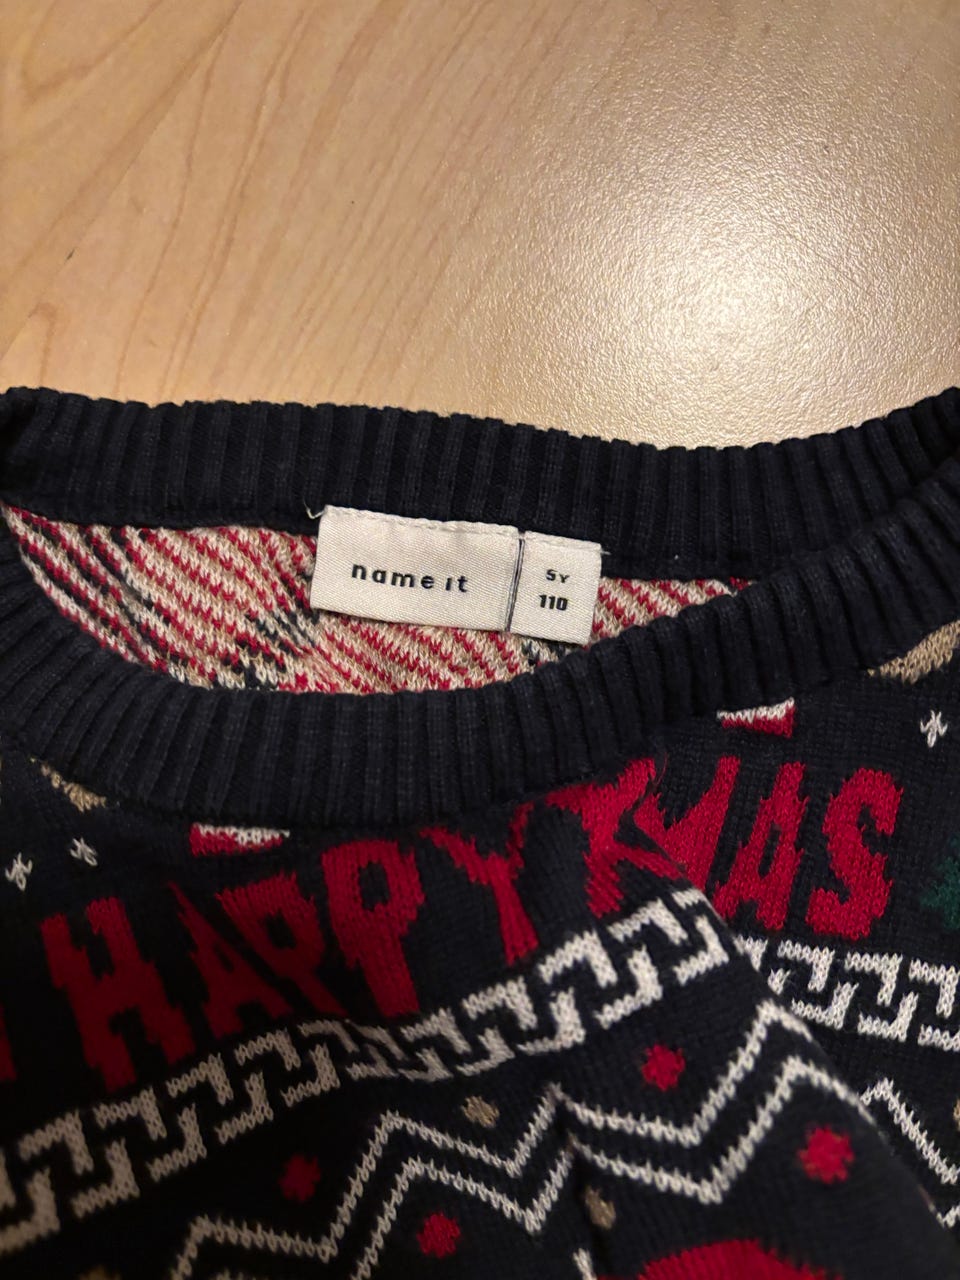 name it
5Y
110
HAPPY XMAS